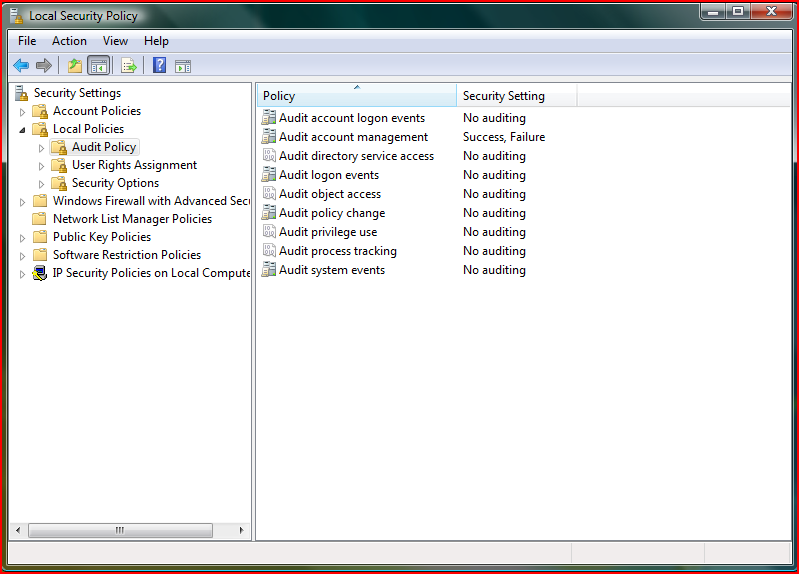 Local Security Policy
File Action View Help
Security Settings
Account Policies
Local Policies
Audit Policy
User Rights Assignment
Security Options
Windows Firewall with Advanced Secu
Network List Manager Policies
Public Key Policies
Software Restriction Policies
IP Security Policies on Local Compute
Policy Security Setting
Audit account logon events No auditing
Audit account management Success, Failure
Audit directory service access No auditing
Audit logon events No auditing
Audit object access No auditing
Audit policy change No auditing
Audit privilege use No auditing
Audit process tracking No auditing
Audit system events No auditing